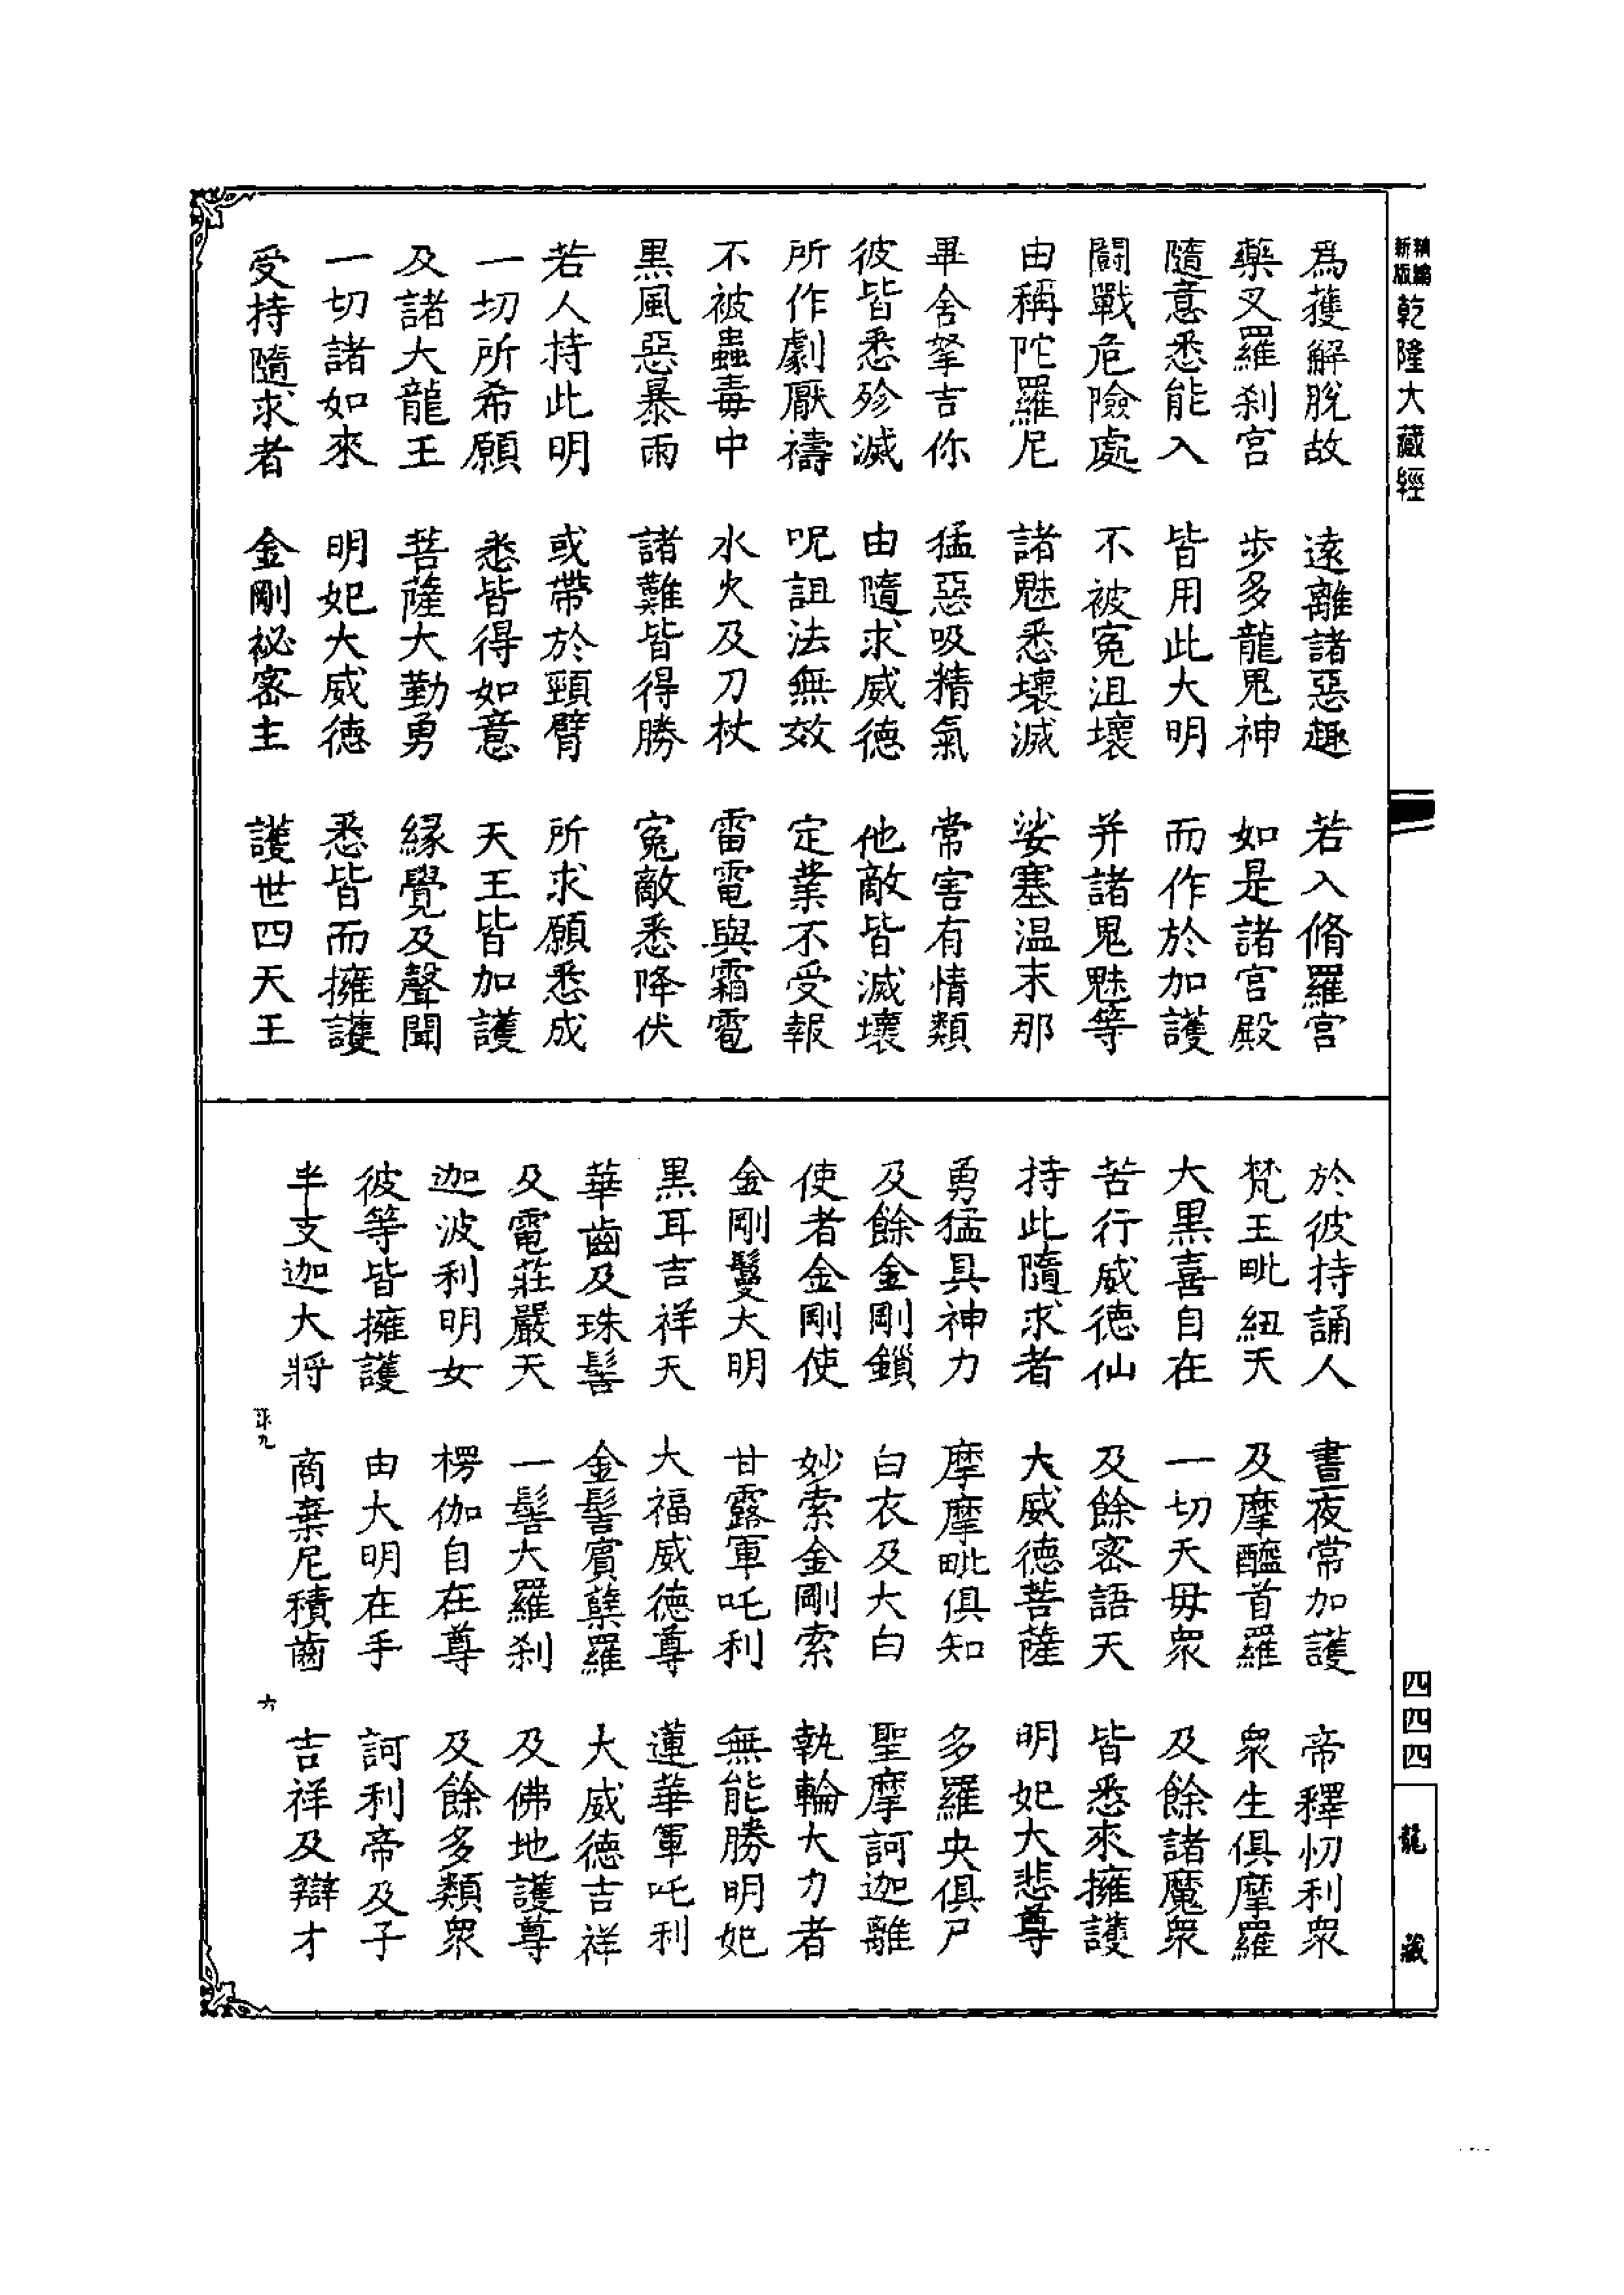 新編
新版
乾隆大藏經
為獲解脫故　遠離諸惡趣　若入脩羅宮
藥叉羅刹宮　步多龍鬼神　如是諸宮殿
隨意悉能入　皆用此大明　而作於加護
鬬戰危險處　不被冤沮壞　并諸鬼魅等
由稱陀羅尼　諸魅悉壞滅　娑塞温末那
畢舍拏吉你　猛惡吸精氣　常害有情類
彼皆悉殄滅　由隨求威德　他敵皆滅壞
所作劇厭禱　呪詛法無效　定業不受報
不被蟲毒中　水火及刀杖　雷電與霜雹
黑風惡暴雨　諸難皆得勝　冤敵悉降伏
若人持此明　或帶於頸臂　所求願悉成
一切所希願　悉皆得如意　天王皆加護
及諸大龍王　菩薩大勤勇　緣覺及聲聞
一切諸如來　明妃大威德　悉皆而擁護
受持隨求者　金剛祕密主　護世四天王
於彼持誦人　晝夜常加護　帝釋忉利衆
梵王毗紐天　及摩醯首羅　衆生俱摩羅
大黑喜自在　一切天母衆　及餘諸魔衆
苦行威德仙　及餘密語天　皆悉來擁護
持此隨求者　大威德菩薩　明妃大悲尊
勇猛具神力　摩摩毗俱知　多羅央俱尸
及餘金剛鎖　白衣及大白　聖摩訶迦離
使者金剛使　妙索金剛索　執輪大力者
金剛鬘大明　甘露軍吒利　無能勝明妃
黑耳吉祥天　大福威德尊　蓮華軍吒利
華齒及珠髻　金髻賓蘖羅　大威德吉祥
及電莊嚴天　一髻大羅刹　及佛地護尊
迦波利明女　楞伽自在尊　及餘多類衆
彼等皆擁護　由大明在手　訶利帝及子
半支迦大將　商棄尼積齒　吉祥及辯才
九
六
四四四
龍藏